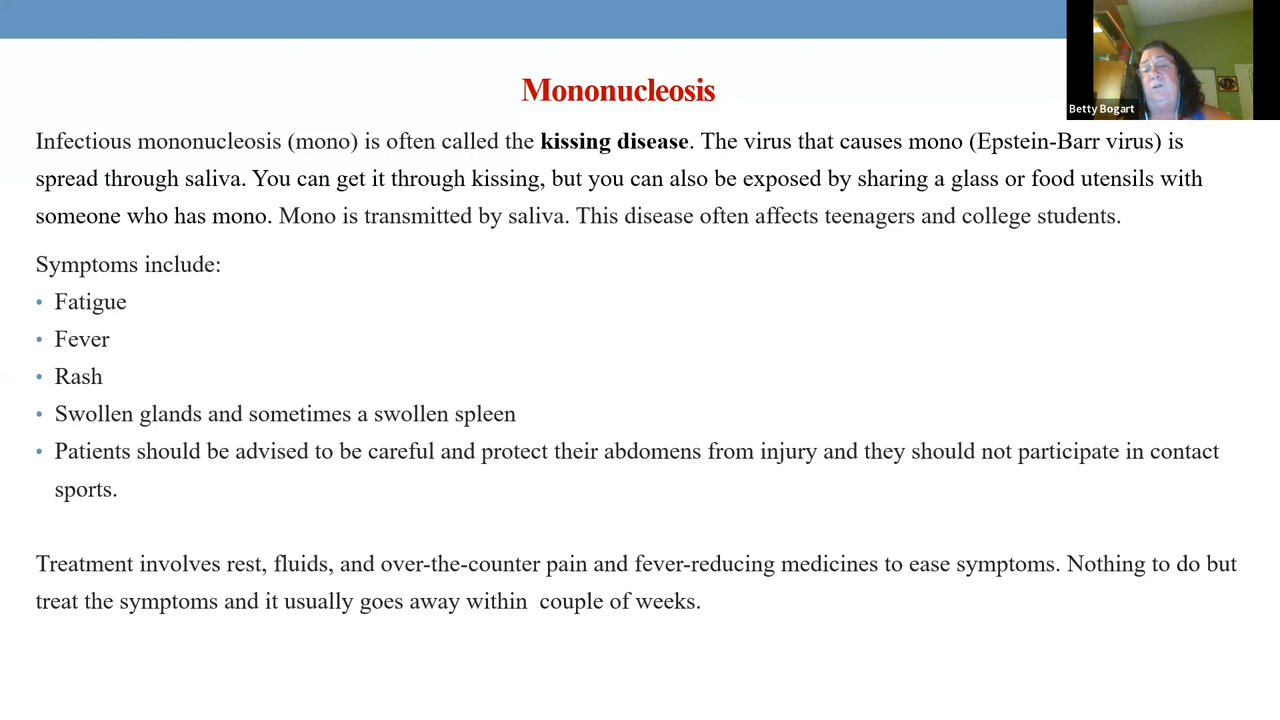 Mononucleosis
Betty Bogart
Infectious mononucleosis (mono) is often called the kissing disease. The virus that causes mono (Epstein-Barr virus) is
spread through saliva. You can get it through kissing, but you can also be exposed by sharing a glass or food utensils with
someone who has mono. Mono is transmitted by saliva. This disease often affects teenagers and college students.
Symptoms include:
• Fatigue
• Fever
• Rash
• Swollen glands and sometimes a swollen spleen
• Patients should be advised to be careful and protect their abdomens from injury and they should not participate in contact
sports.
Treatment involves rest, fluids, and over-the-counter pain and fever-reducing medicines to ease symptoms. Nothing to do but
treat the symptoms and it usually goes away within couple of weeks.